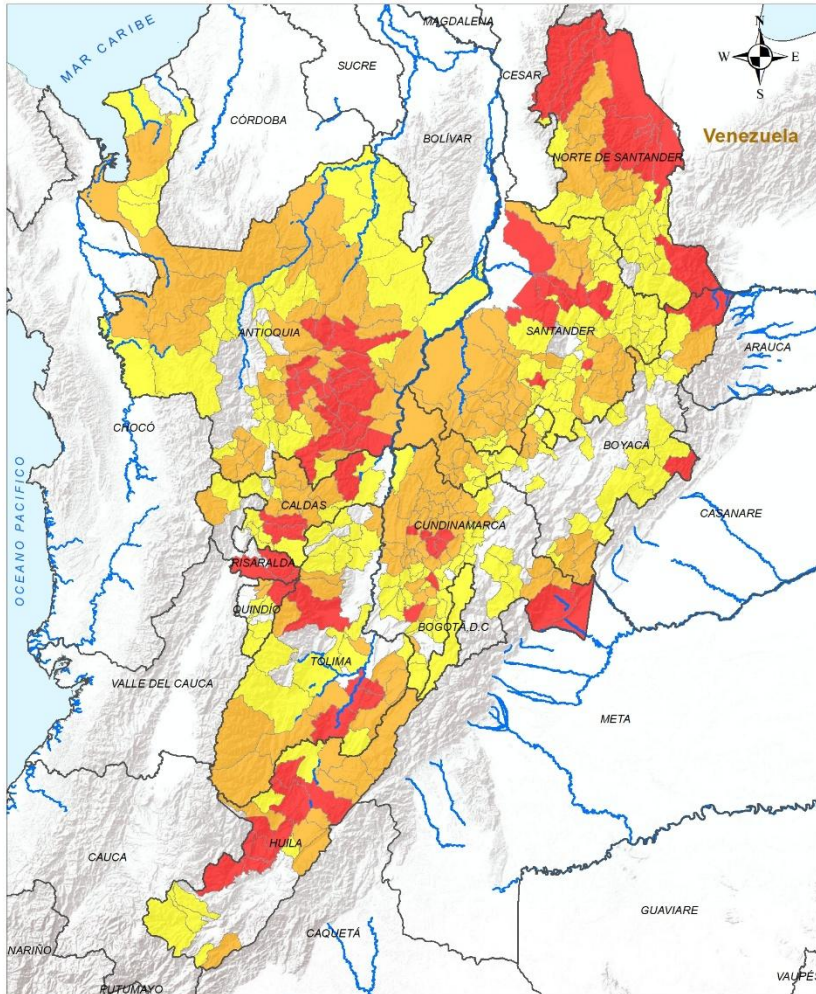 MAGDALENA
N
MAR CARIBE
SUCRE
CESAR
W
E
S
CÓRDOBA
BOLÍVAR
Venezuela
NORTE DE SANTANDER
ANTIOQUIA
SANTANDER
ARAUCA
CHOCÓ
BOYACA
OCEANO PACIFICO
CALDAS
CUNDINAMARCA
CASANARE
RISARALDA
QUINDÍO
BOGOTÁ,D.C
TOLIMA
VALLE DEL CAUCA
META
HUILA
CAUCA
GUAVIARE
CAQUETÁ
NARIÑO
PUTUMAYO
VAUPÉS